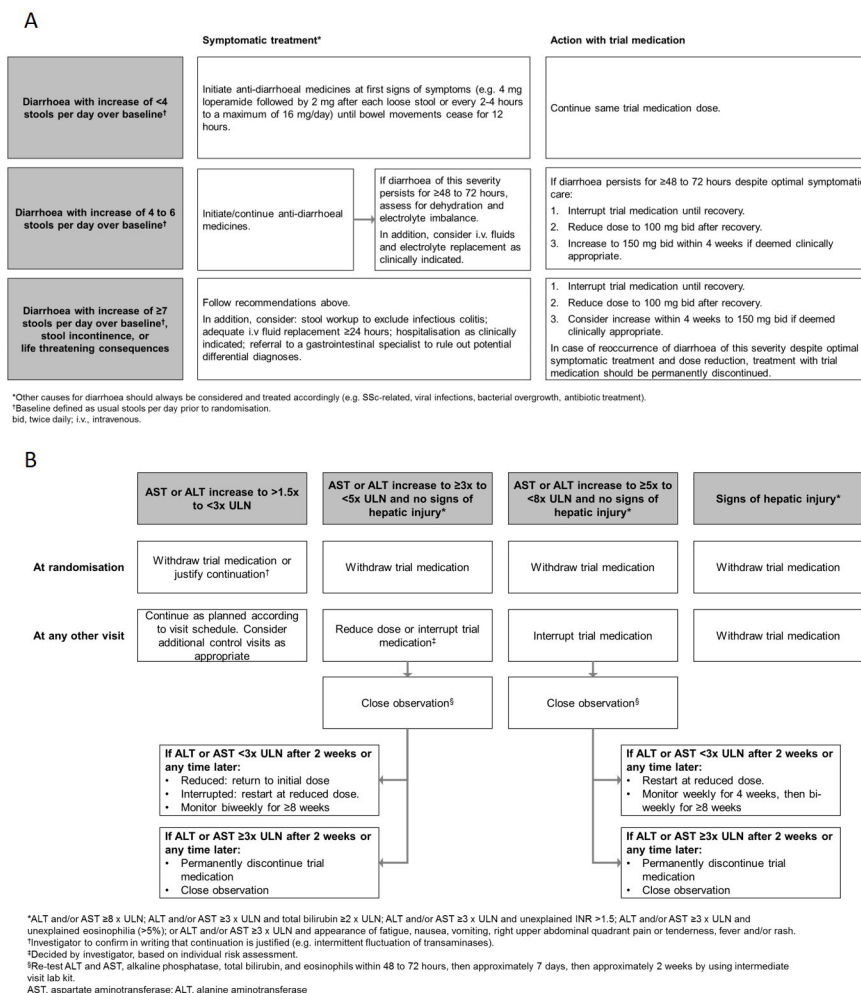 A
Symptomatic treatment*
Action with trial medication
Diarrhoea with increase of <4
stools per day over baseline†
Initiate anti-diarrhoeal medicines at first signs of symptoms (e.g. 4 mg
loperamide followed by 2 mg after each loose stool or every 2-4 hours
to a maximum of 16 mg/day) until bowel movements cease for 12
hours.
Continue same trial medication dose.
Diarrhoea with increase of 4 to 6
stools per day over baseline†
Initiate/continue anti-diarrhoeal
medicines.
If diarrhoea of this severity
persists for ≥48 to 72 hours,
assess for dehydration and
electrolyte imbalance.
In addition, consider i.v. fluids
and electrolyte replacement as
clinically indicated.
If diarrhoea persists for ≥48 to 72 hours despite optimal symptomatic
care:
1. Interrupt trial medication until recovery.
2. Reduce dose to 100 mg bid after recovery.
3. Increase to 150 mg bid within 4 weeks if deemed clinically
appropriate.
Diarrhoea with increase of ≥7
stools per day over baseline†,
stool incontinence, or
life threatening consequences
Follow recommendations above.
In addition, consider: stool workup to exclude infectious colitis;
adequate i.v fluid replacement ≥24 hours; hospitalisation as clinically
indicated; referral to a gastrointestinal specialist to rule out potential
differential diagnoses.
1. Interrupt trial medication until recovery.
2. Reduce dose to 100 mg bid after recovery.
3. Consider increase within 4 weeks to 150 mg bid if deemed
clinically appropriate.
In case of reoccurrence of diarrhoea of this severity despite optimal
symptomatic treatment and dose reduction, treatment with trial
medication should be permanently discontinued.
*Other causes for diarrhoea should always be considered and treated accordingly (e.g. SSc-related, viral infections, bacterial overgrowth, antibiotic treatment).
†Baseline defined as usual stools per day prior to randomisation.
bid, twice daily; i.v., intravenous.
B
AST or ALT increase to >1.5x
to <3x ULN
AST or ALT increase to ≥3x to
<5x ULN and no signs of
hepatic injury*
AST or ALT increase to ≥5x to
<8x ULN and no signs of
hepatic injury*
Signs of hepatic injury*
At randomisation
Withdraw trial medication or
justify continuation†
Withdraw trial medication
Withdraw trial medication
Withdraw trial medication
At any other visit
Continue as planned according
to visit schedule. Consider
additional control visits as
appropriate
Reduce dose or interrupt trial
medication‡
Interrupt trial medication
Withdraw trial medication
Close observation§
Close observation§
If ALT or AST <3x ULN after 2 weeks or
any time later:
• Reduced: return to initial dose
• Interrupted: restart at reduced dose.
• Monitor biweekly for ≥8 weeks
If ALT or AST <3x ULN after 2 weeks or
any time later:
• Restart at reduced dose.
• Monitor weekly for 4 weeks, then bi-
weekly for ≥8 weeks
If ALT or AST ≥3x ULN after 2 weeks or
any time later:
• Permanently discontinue trial
medication
• Close observation
If ALT or AST ≥3x ULN after 2 weeks or
any time later:
• Permanently discontinue trial
medication
• Close observation
*ALT and/or AST ≥8 x ULN; ALT and/or AST ≥3 x ULN and total bilirubin ≥2 x ULN; ALT and/or AST ≥3 x ULN and unexplained INR >1.5; ALT and/or AST ≥3 x ULN and
unexplained eosinophilia (>5%); or ALT and/or AST ≥3 x ULN and appearance of fatigue, nausea, vomiting, right upper abdominal quadrant pain or tenderness, fever and/or rash.
†Investigator to confirm in writing that continuation is justified (e.g. intermittent fluctuation of transaminases).
‡Decided by investigator, based on individual risk assessment.
§Re-test ALT and AST, alkaline phosphatase, total bilirubin, and eosinophils within 48 to 72 hours, then approximately 7 days, then approximately 2 weeks by using intermediate
visit lab kit.
AST, aspartate aminotransferase; ALT, alanine aminotransferase